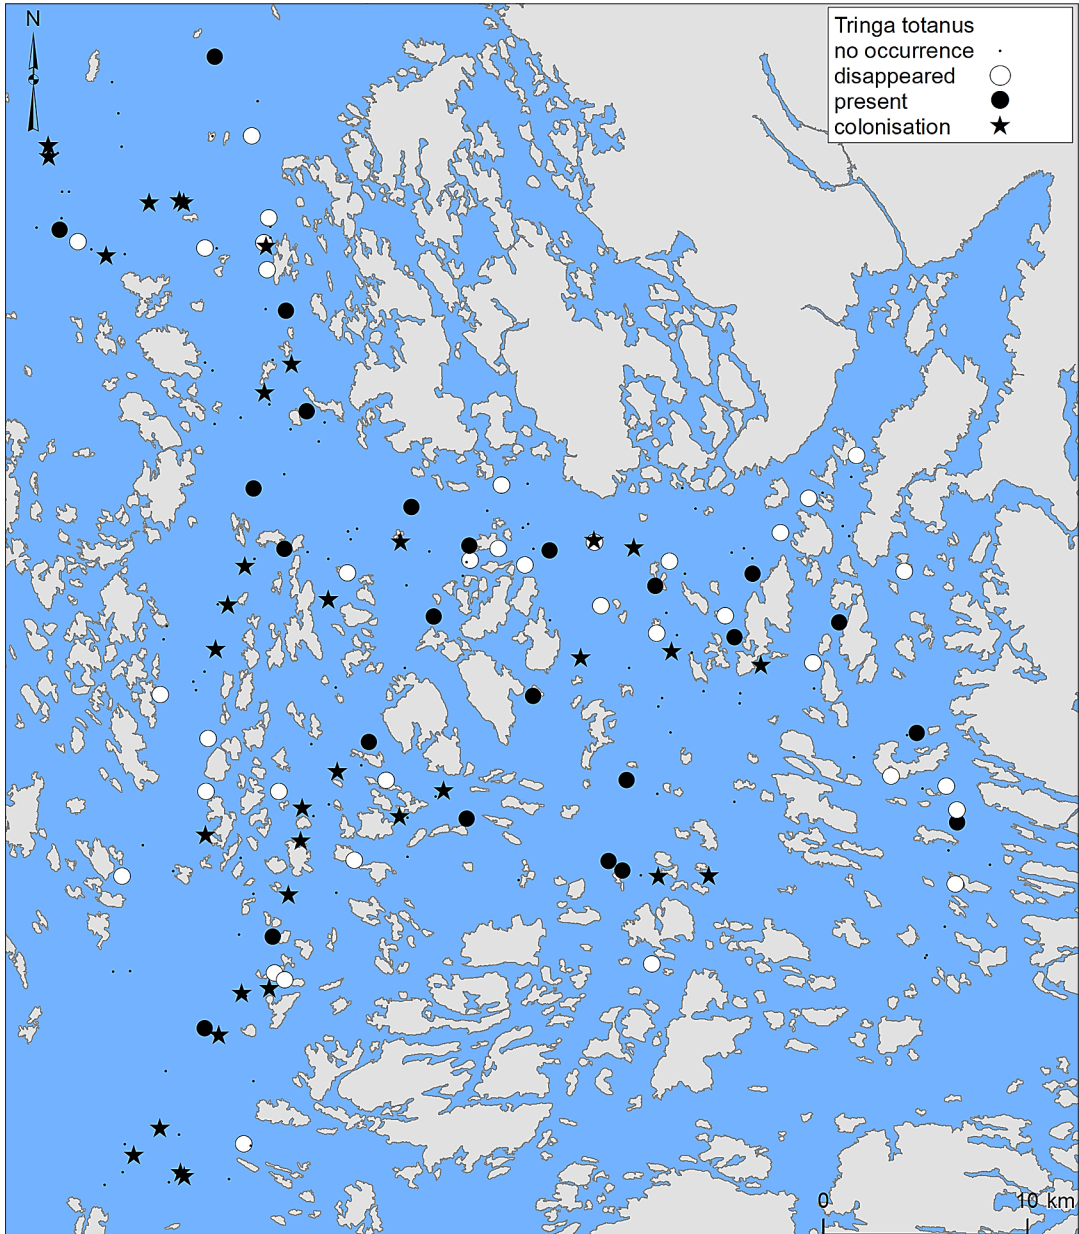 N
Tringa totanus
no occurrence
disappeared
present
colonisation
0 10 km